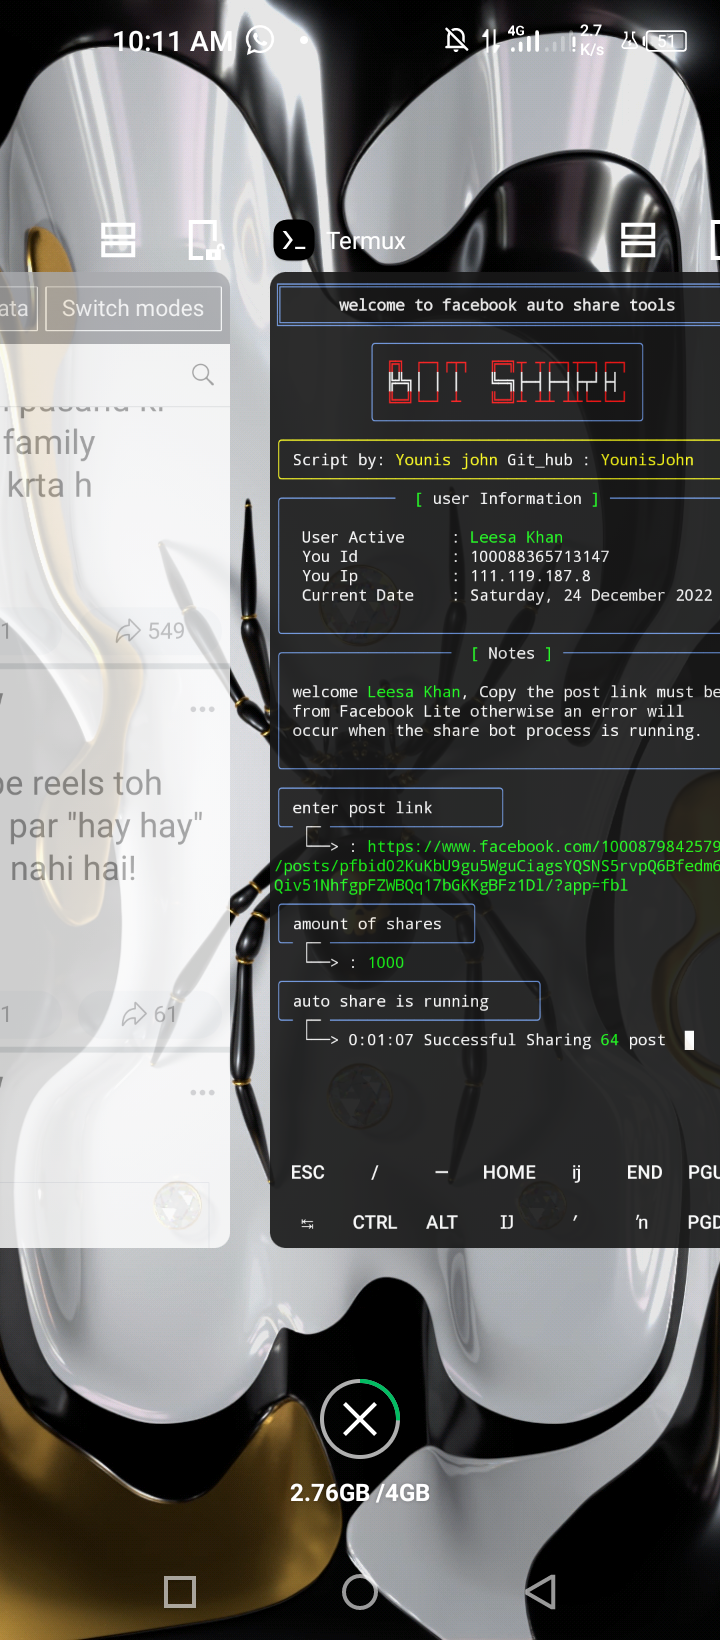 10:11 AM
4G
2.7
K/s
51
Termux
ata
Switch modes
family
krta h
1
549
e reels toh
par "hay hay"
nahi hai!
1
61
welcome to facebook auto share tools
BOT SHARE
Script by: Younis john Git_hub : YounisJohn
[ user Information ]
User Active : Leesa Khan
You Id : 100088365713147
You Ip : 111.119.187.8
Current Date : Saturday, 24 December 2022
[ Notes ]
welcome Leesa Khan, Copy the post link must be
from Facebook Lite otherwise an error will
occur when the share bot process is running.
enter post link
: https://www.facebook.com/1000879842579
/posts/pfbid02KuKbU9gu5WguCiagsYQSNS5rvpQ6Bfedm6
Qiv51NhfgpFZWBQq17bGKKgBFz1Dl/?app=fbl
amount of shares
: 1000
auto share is running
0:01:07 Successful Sharing 64 post
ESC / — HOME ij END PGU
↹ CTRL ALT IJ ′ ŉ PGD
2.76GB /4GB